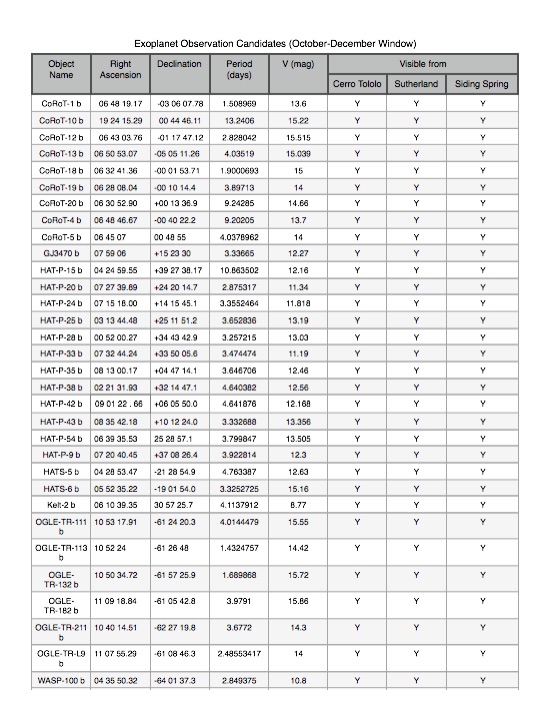 Exoplanet Observation Candidates (October-December Window)
Object Name Right Ascension Declination Period (days) V (mag) Visible from
Cerro Tololo Sutherland Siding Spring
CoRoT-1 b 06 48 19.17 -03 06 07.78 1.508969 13.6 Y Y Y
CoRoT-10 b 19 24 15.29 00 44 46.11 13.2406 15.22 Y Y Y
CoRoT-12 b 06 43 03.76 -01 17 47.12 2.828042 15.515 Y Y Y
CoRoT-13 b 06 50 53.07 -05 05 11.26 4.03519 15.039 Y Y Y
CoRoT-18 b 06 32 41.36 -00 01 53.71 1.9000693 15 Y Y Y
CoRoT-19 b 06 28 08.04 -00 10 14.4 3.89713 14 Y Y Y
CoRoT-20 b 06 30 52.90 +00 13 36.9 9.24285 14.66 Y Y Y
CoRoT-4 b 06 48 46.67 -00 40 22.2 9.20205 13.7 Y Y Y
CoRoT-5 b 06 45 07 00 48 55 4.0378962 14 Y Y Y
GJ3470 b 07 59 06 +15 23 30 3.33665 12.27 Y Y Y
HAT-P-15 b 04 24 59.55 +39 27 38.17 10.863502 12.16 Y Y Y
HAT-P-20 b 07 27 39.89 +24 20 14.7 2.875317 11.34 Y Y Y
HAT-P-24 b 07 15 18.00 +14 15 45.1 3.3552464 11.818 Y Y Y
HAT-P-25 b 03 13 44.48 +25 11 51.2 3.652836 13.19 Y Y Y
HAT-P-28 b 00 52 00.27 +34 43 42.9 3.257215 13.03 Y Y Y
HAT-P-33 b 07 32 44.24 +33 50 05.6 3.474474 11.19 Y Y Y
HAT-P-35 b 08 13 00.17 +04 47 14.1 3.646706 12.46 Y Y Y
HAT-P-38 b 02 21 31.93 +32 14 47.1 4.640382 12.56 Y Y Y
HAT-P-42 b 09 01 22 . 66 +06 05 50.0 4.641876 12.168 Y Y Y
HAT-P-43 b 08 35 42.18 +10 12 24.0 3.332688 13.356 Y Y Y
HAT-P-54 b 06 39 35.53 25 28 57.1 3.799847 13.505 Y Y Y
HAT-P-9 b 07 20 40.45 +37 08 26.4 3.922814 12.3 Y Y Y
HATS-5 b 04 28 53.47 -21 28 54.9 4.763387 12.63 Y Y Y
HATS-6 b 05 52 35.22 -19 01 54.0 3.3252725 15.16 Y Y Y
Kelt-2 b 06 10 39.35 30 57 25.7 4.1137912 8.77 Y Y Y
OGLE-TR-111 b 10 53 17.91 -61 24 20.3 4.0144479 15.55 Y Y Y
OGLE-TR-113 b 10 52 24 -61 26 48 1.4324757 14.42 Y Y Y
OGLE-TR-132 b 10 50 34.72 -61 57 25.9 1.689868 15.72 Y Y Y
OGLE-TR-182 b 11 09 18.84 -61 05 42.8 3.9791 15.86 Y Y Y
OGLE-TR-211 b 10 40 14.51 -62 27 19.8 3.6772 14.3 Y Y Y
OGLE-TR-L9 b 11 07 55.29 -61 08 46.3 2.48553417 14 Y Y Y
WASP-100 b 04 35 50.32 -64 01 37.3 2.849375 10.8 Y Y Y